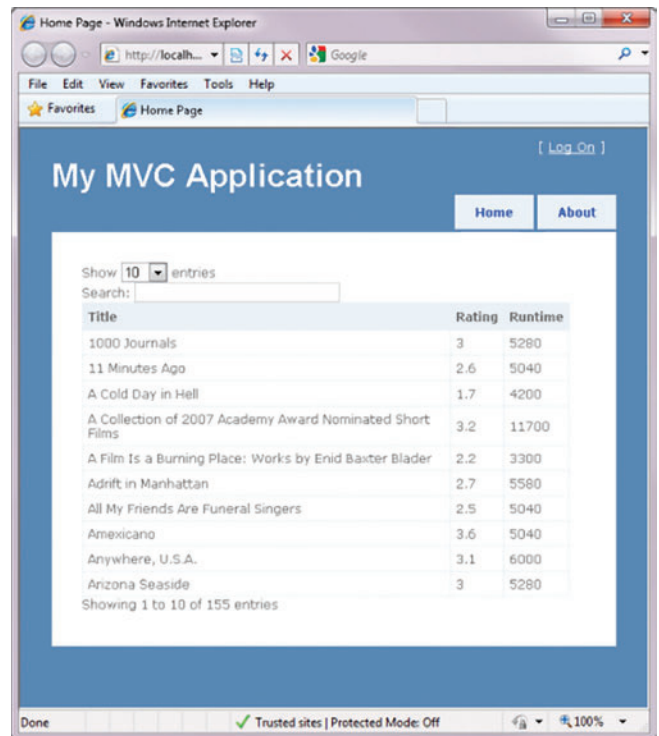 Home Page - Windows Internet Explorer
http://localh...
Google
File Edit View Favorites Tools Help
Favorites Home Page
[ Log On ]
My MVC Application
Home About
Show 10 entries
Search:
Title Rating Runtime
1000 Journals 3 5280
11 Minutes Ago 2.6 5040
A Cold Day in Hell 1.7 4200
A Collection of 2007 Academy Award Nominated Short
Films 3.2 11700
A Film Is a Burning Place: Works by Enid Baxter Blader 2.2 3300
Adrift in Manhattan 2.7 5580
All My Friends Are Funeral Singers 2.5 5040
Amexicano 3.6 5040
Anywhere, U.S.A. 3.1 6000
Arizona Seaside 3 5280
Showing 1 to 10 of 155 entries
Done Trusted sites | Protected Mode: Off 100%